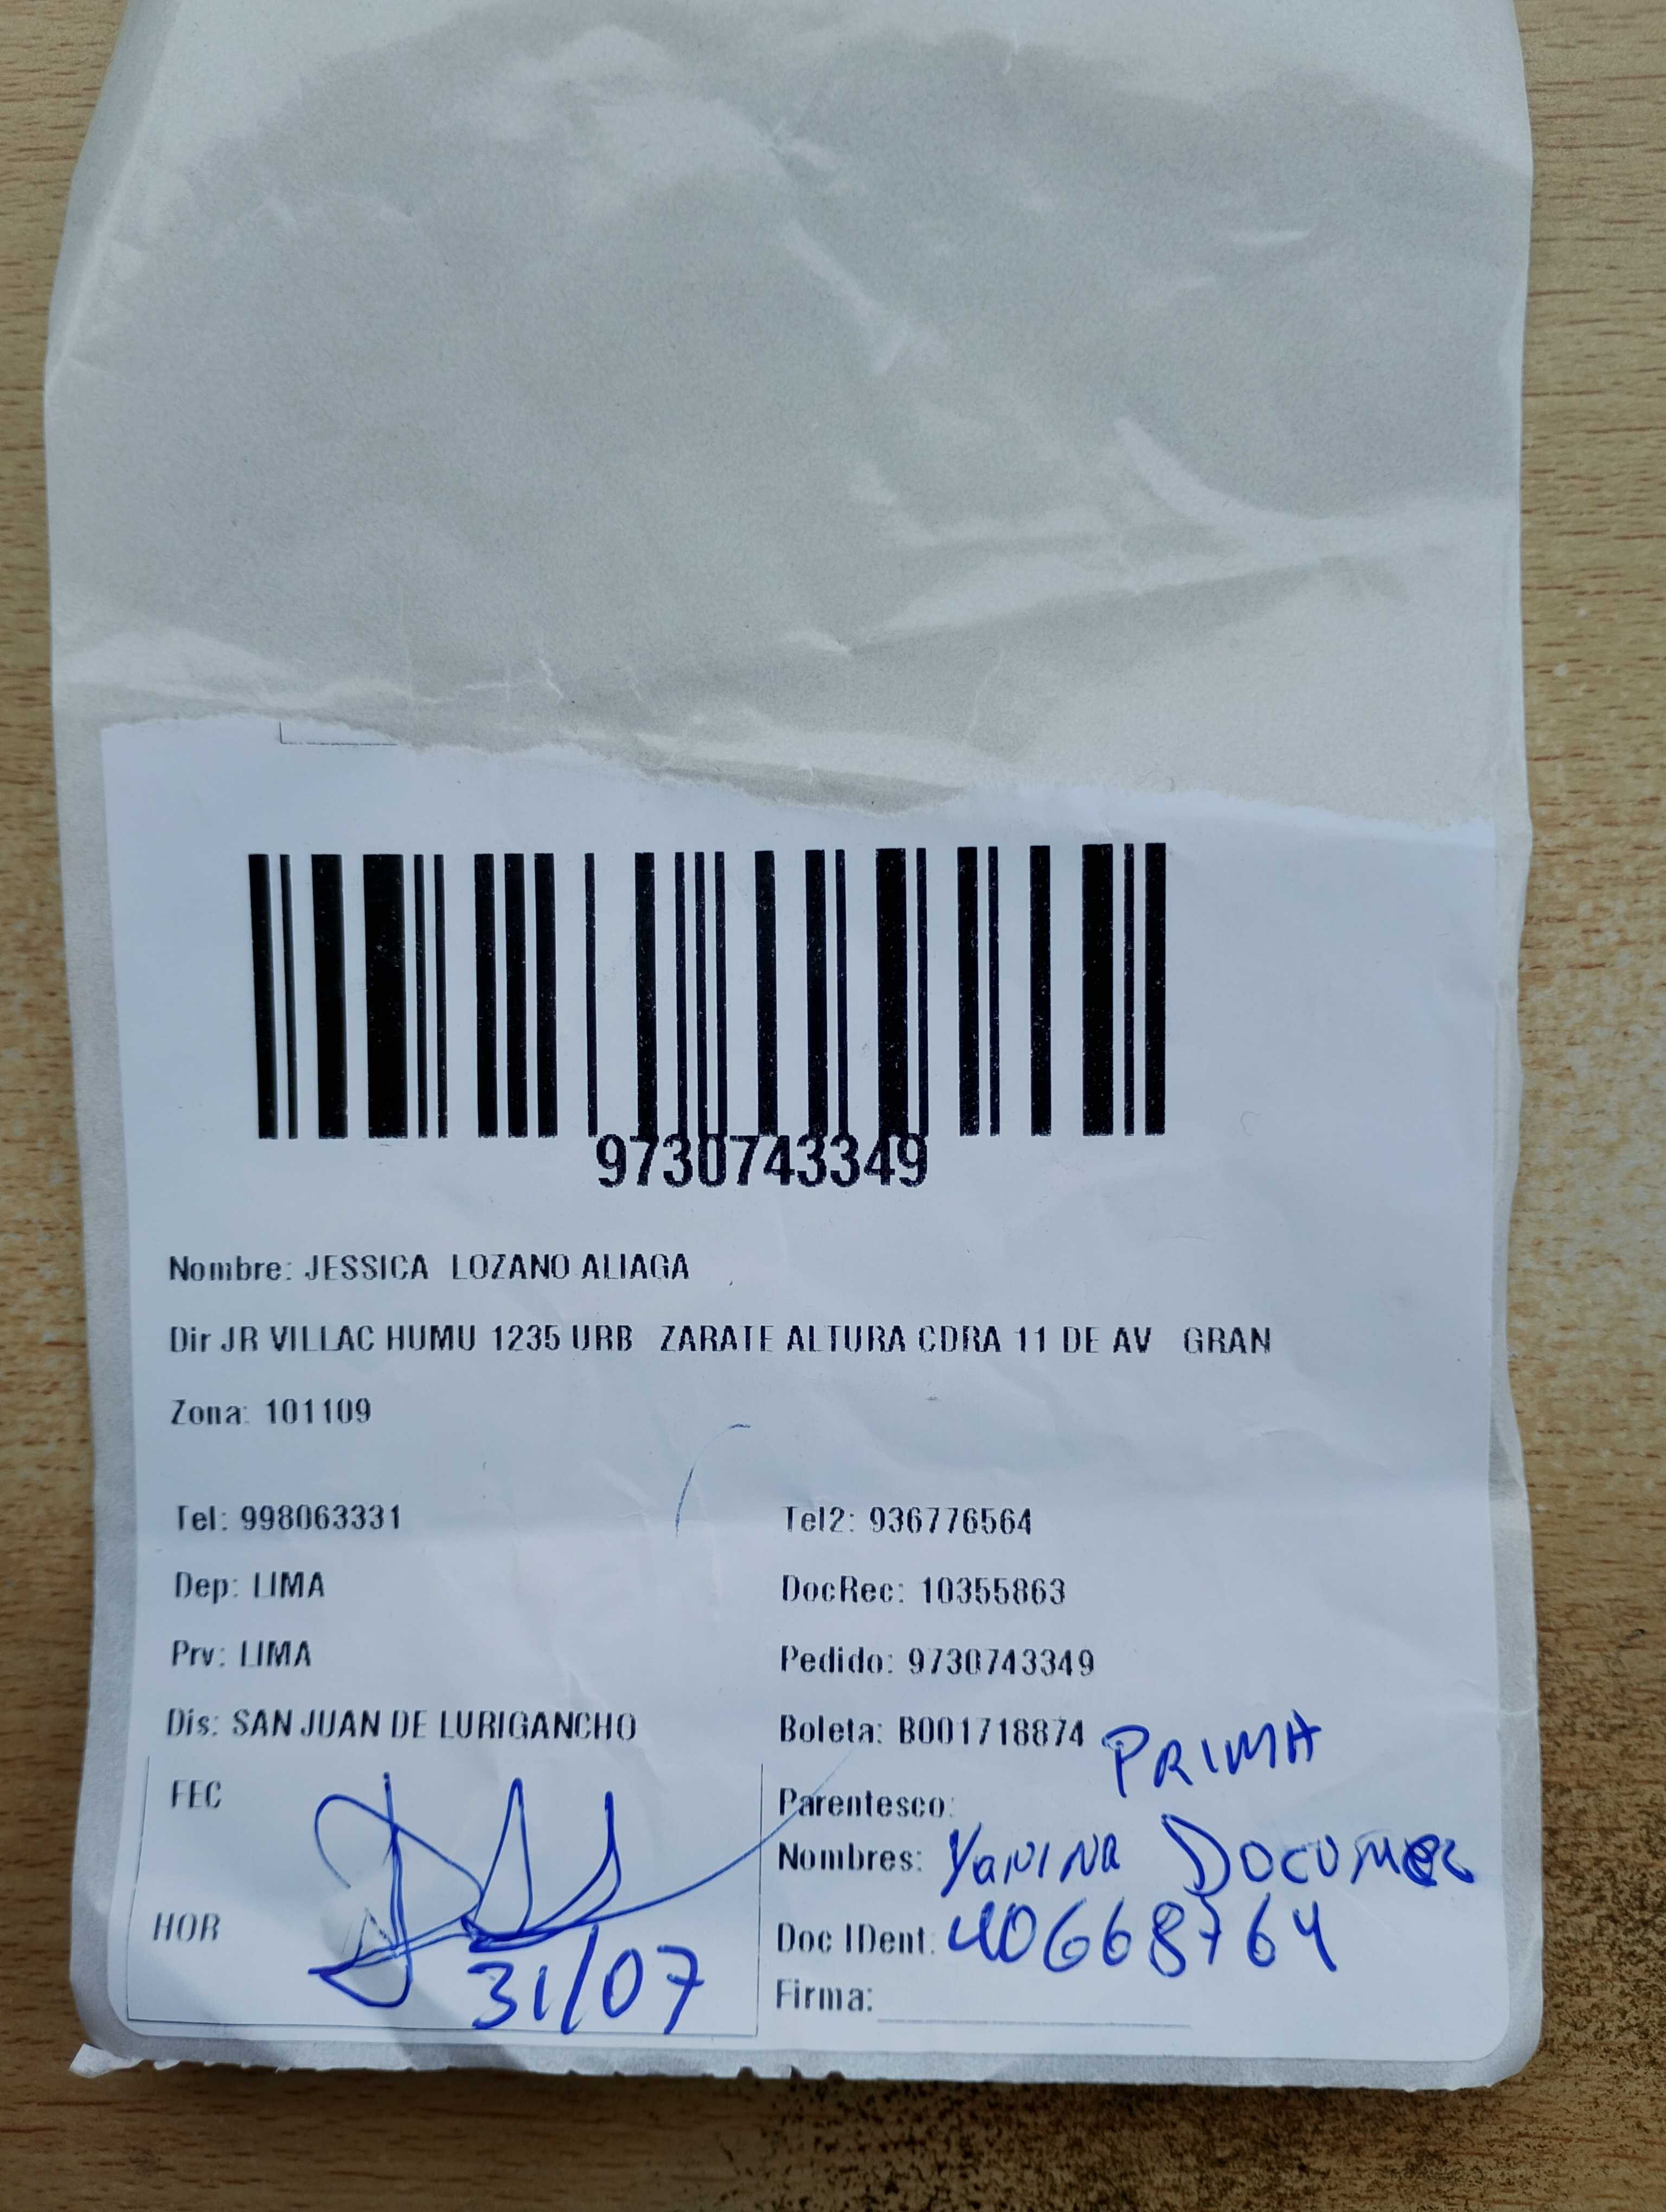 9730743349
Nombre: JESSICA LOZANO ALIAGA
Dir JR VILLAC HUMU 1235 URB ZARATE ALTURA CDRA 11 DE AV GRAN
Zona: 101109
Tel: 998063331 Tel2: 936776564
Dep: LIMA DocRec: 10355863
Prv: LIMA Pedido: 9730743349
Dis: SAN JUAN DE LURIGANCHO Boleta: B001718874
FEC Parentesco: PRIMA
Nombres: YANINA
HOR Doc IDent: 40668764
31/07 Firma: